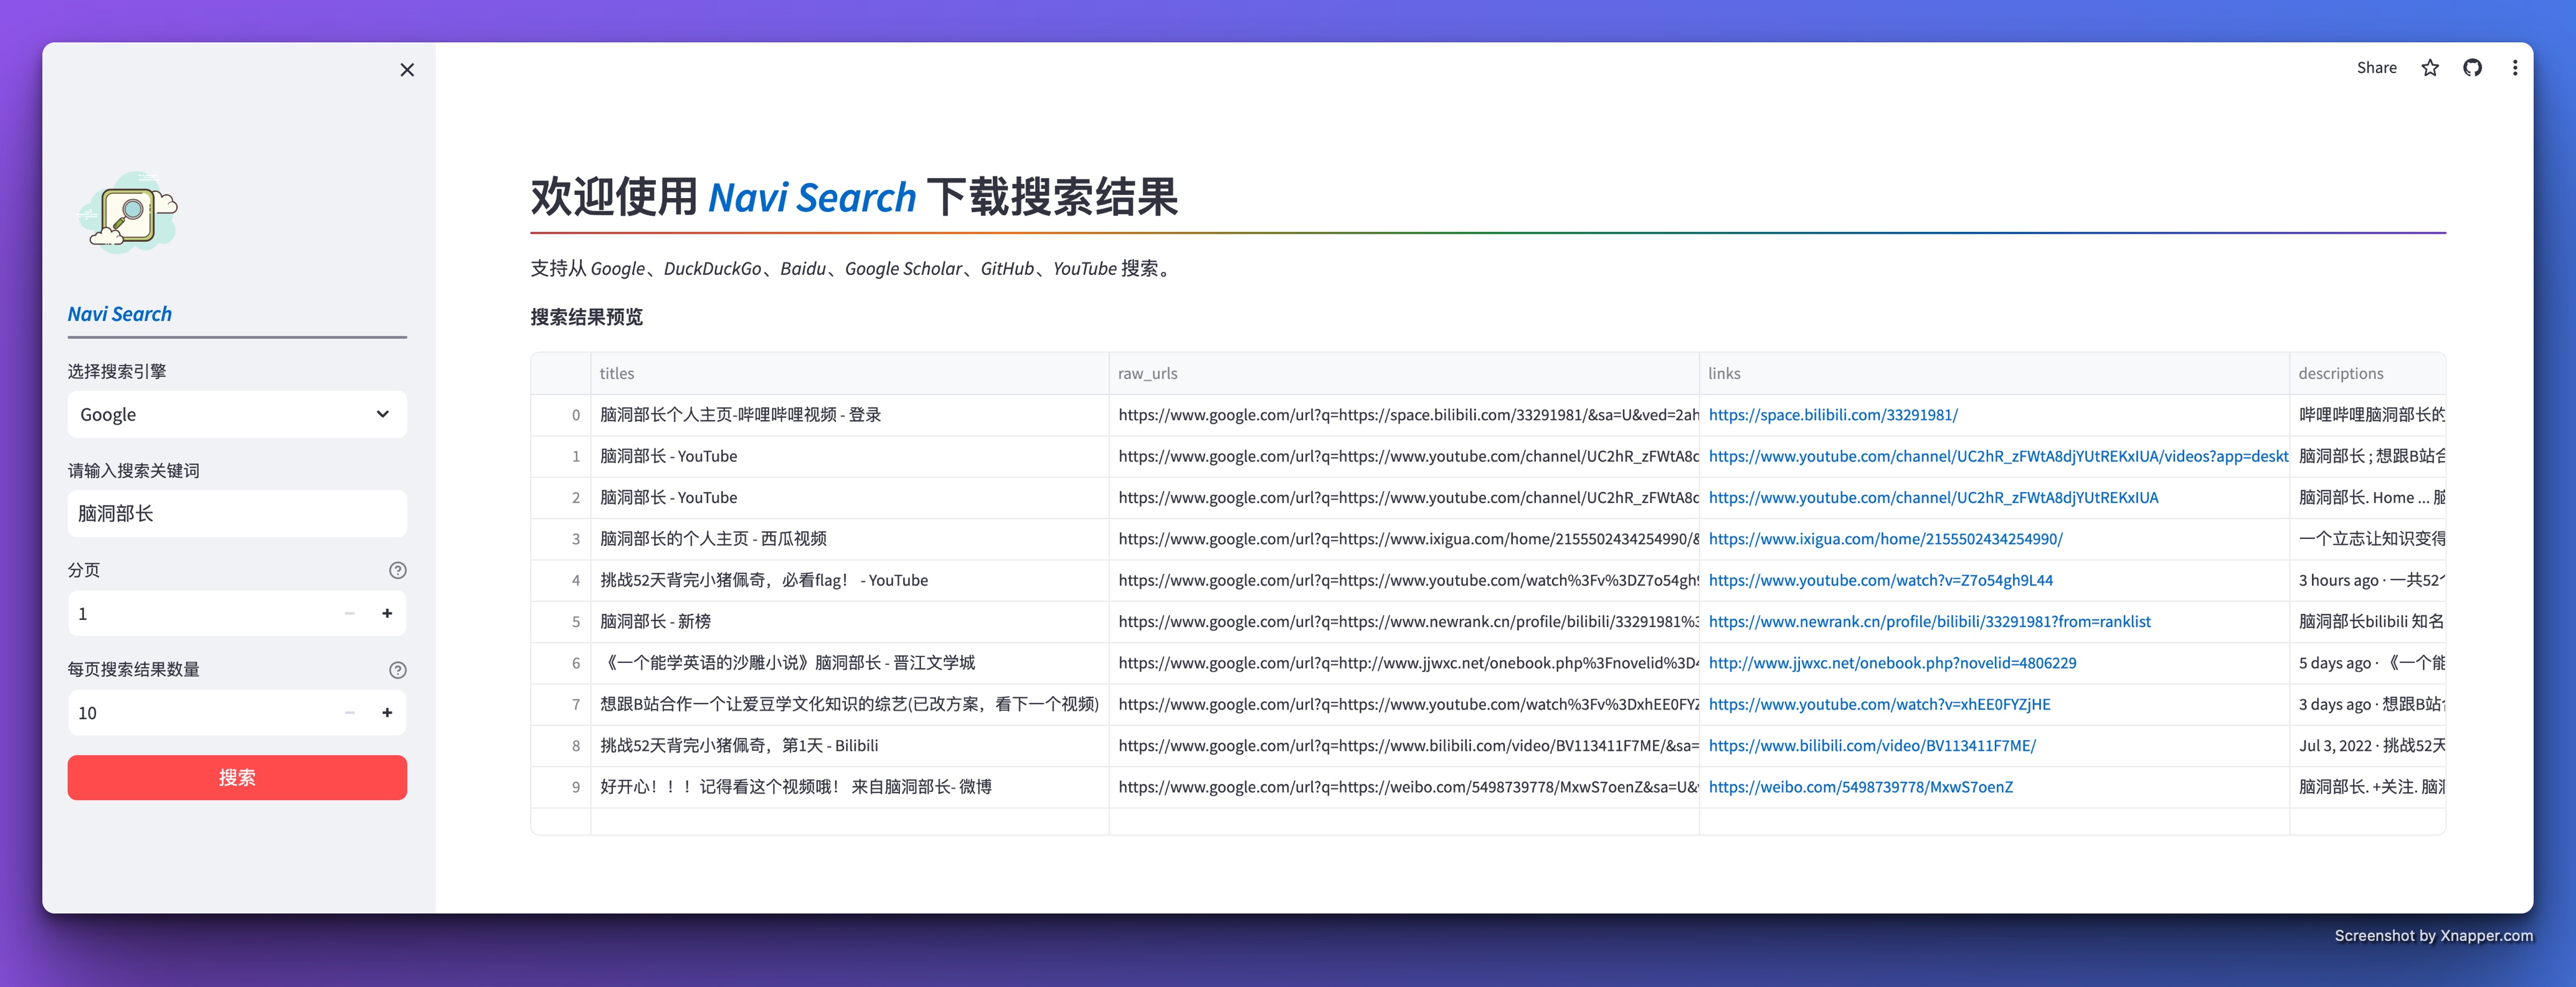 Share
Navi Search
选择搜索引擎
Google
请输入搜索关键词
脑洞部长
分页
1
每页搜索结果数量
10
搜索
欢迎使用 Navi Search 下载搜索结果
支持从 Google、DuckDuckGo、Baidu、Google Scholar、GitHub、YouTube 搜索。
搜索结果预览
titles raw_urls links descriptions
0 脑洞部长个人主页-哔哩哔哩视频 - 登录 https://www.google.com/url?q=https://space.bilibili.com/33291981/&sa=U&ved=2ah https://space.bilibili.com/33291981/ 哔哩哔哩脑洞部长的
1 脑洞部长 - YouTube https://www.google.com/url?q=https://www.youtube.com/channel/UC2hR_zFWtA8d https://www.youtube.com/channel/UC2hR_zFWtA8djYUtREKxIUA/videos?app=deskt 脑洞部长 ; 想跟B站合
2 脑洞部长 - YouTube https://www.google.com/url?q=https://www.youtube.com/channel/UC2hR_zFWtA8d https://www.youtube.com/channel/UC2hR_zFWtA8djYUtREKxIUA 脑洞部长. Home ... 脑
3 脑洞部长的个人主页 - 西瓜视频 https://www.google.com/url?q=https://www.ixigua.com/home/2155502434254990/& https://www.ixigua.com/home/2155502434254990/ 一个立志让知识变得
4 挑战52天背完小猪佩奇，必看flag！ - YouTube https://www.google.com/url?q=https://www.youtube.com/watch%3Fv%3DZ7o54gh9 https://www.youtube.com/watch?v=Z7o54gh9L44 3 hours ago · 一共52个
5 脑洞部长 - 新榜 https://www.google.com/url?q=https://www.newrank.cn/profile/bilibili/33291981%3 https://www.newrank.cn/profile/bilibili/33291981?from=ranklist 脑洞部长bilibili 知名
6 《一个能学英语的沙雕小说》脑洞部长 - 晋江文学城 https://www.google.com/url?q=http://www.jjwxc.net/onebook.php%3Fnovelid%3D4 http://www.jjwxc.net/onebook.php?novelid=4806229 5 days ago · 《一个能
7 想跟B站合作一个让爱豆学文化知识的综艺(已改方案，看下一个视频) https://www.google.com/url?q=https://www.youtube.com/watch%3Fv%3DxhEE0FYZ https://www.youtube.com/watch?v=xhEE0FYZjHE 3 days ago · 想跟B站合
8 挑战52天背完小猪佩奇，第1天 - Bilibili https://www.google.com/url?q=https://www.bilibili.com/video/BV113411F7ME/&sa= https://www.bilibili.com/video/BV113411F7ME/ Jul 3, 2022 · 挑战52天
9 好开心！！！记得看这个视频哦！ 来自脑洞部长- 微博 https://www.google.com/url?q=https://weibo.com/5498739778/MxwS7oenZ&sa=U& https://weibo.com/5498739778/MxwS7oenZ 脑洞部长. +关注. 脑洞
Screenshot by Xnapper.com